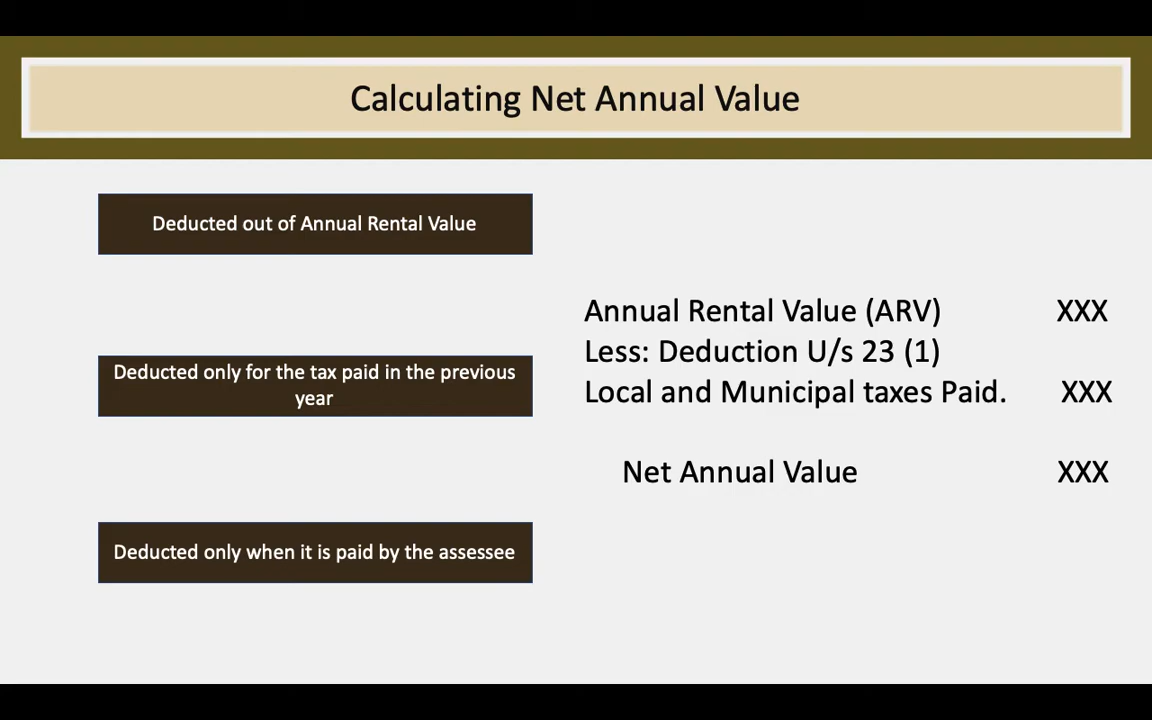 Calculating Net Annual Value
Deducted out of Annual Rental Value
Deducted only for the tax paid in the previous
year
Deducted only when it is paid by the assessee
Annual Rental Value (ARV) XXX
Less: Deduction U/s 23 (1)
Local and Municipal taxes Paid. XXX
Net Annual Value XXX